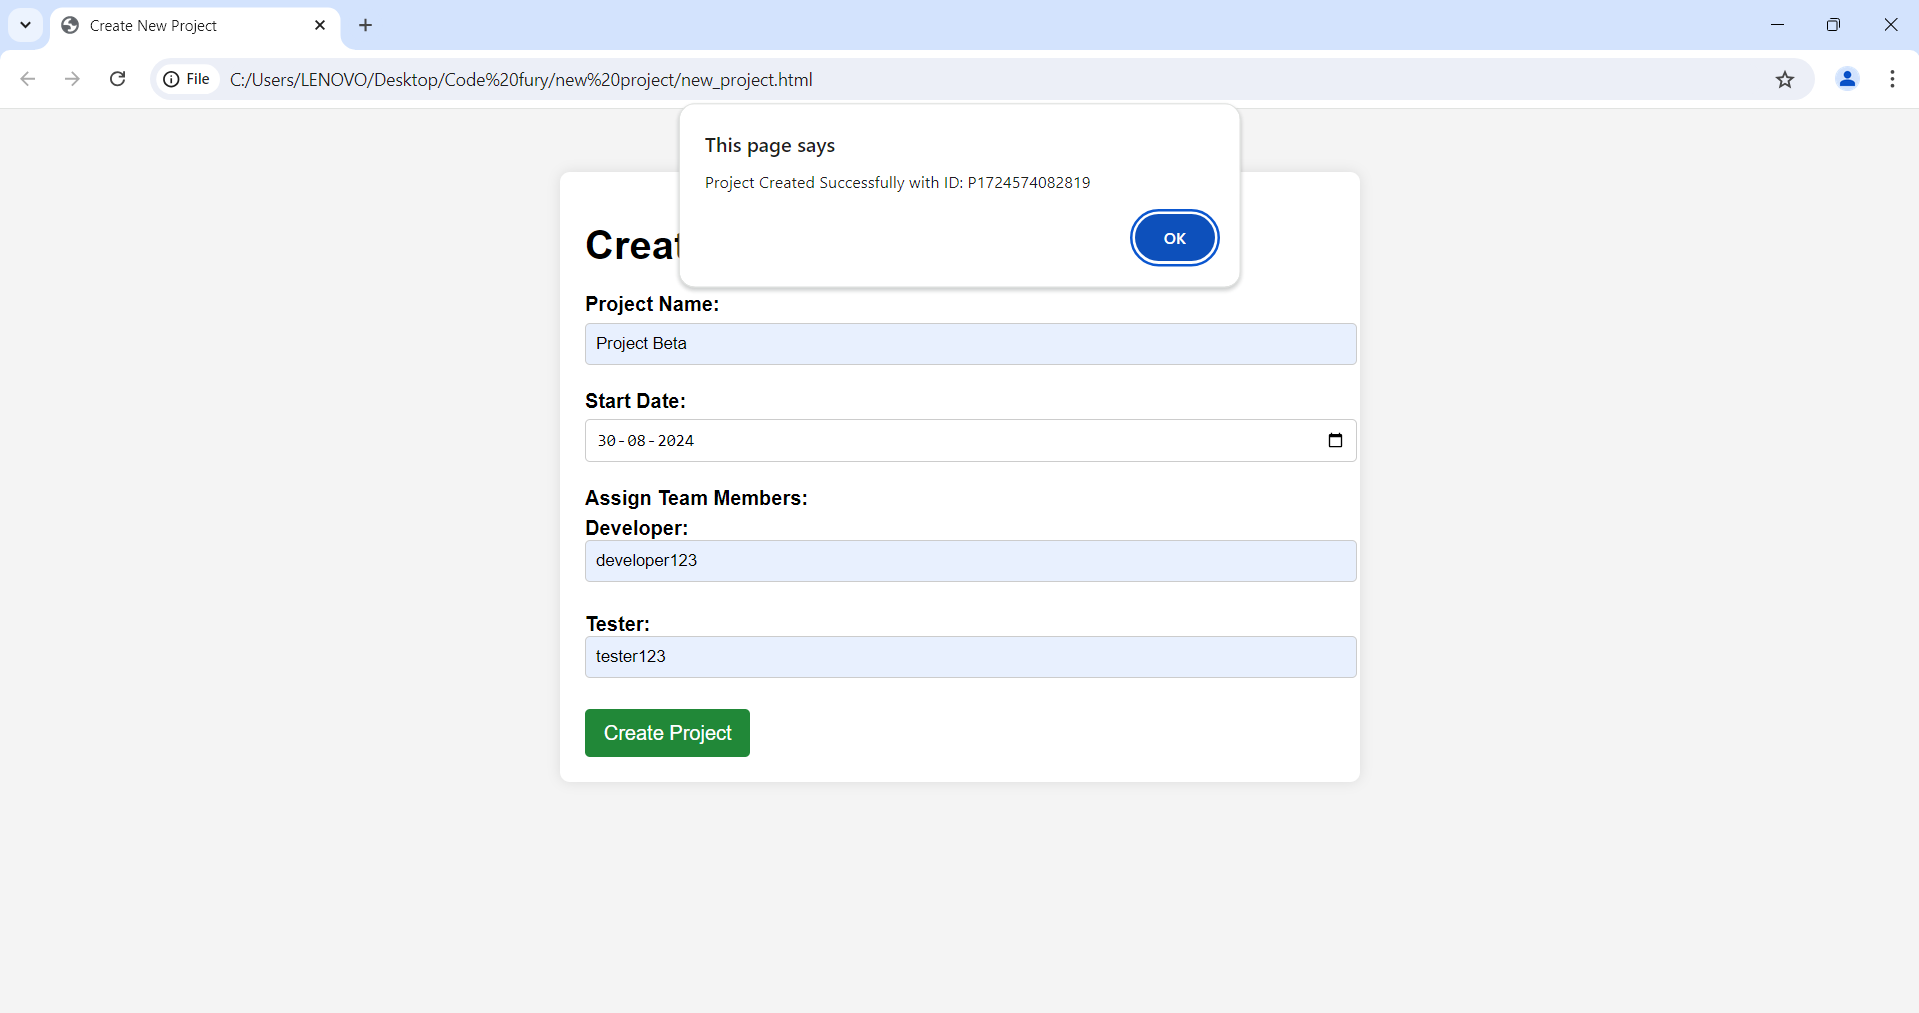 Create New Project
File C:/Users/LENOVO/Desktop/Code%20fury/new%20project/new_project.html
This page says
Project Created Successfully with ID: P1724574082819
OK
Creat
Project Name:
Project Beta
Start Date:
30-08-2024
Assign Team Members:
Developer:
developer123
Tester:
tester123
Create Project